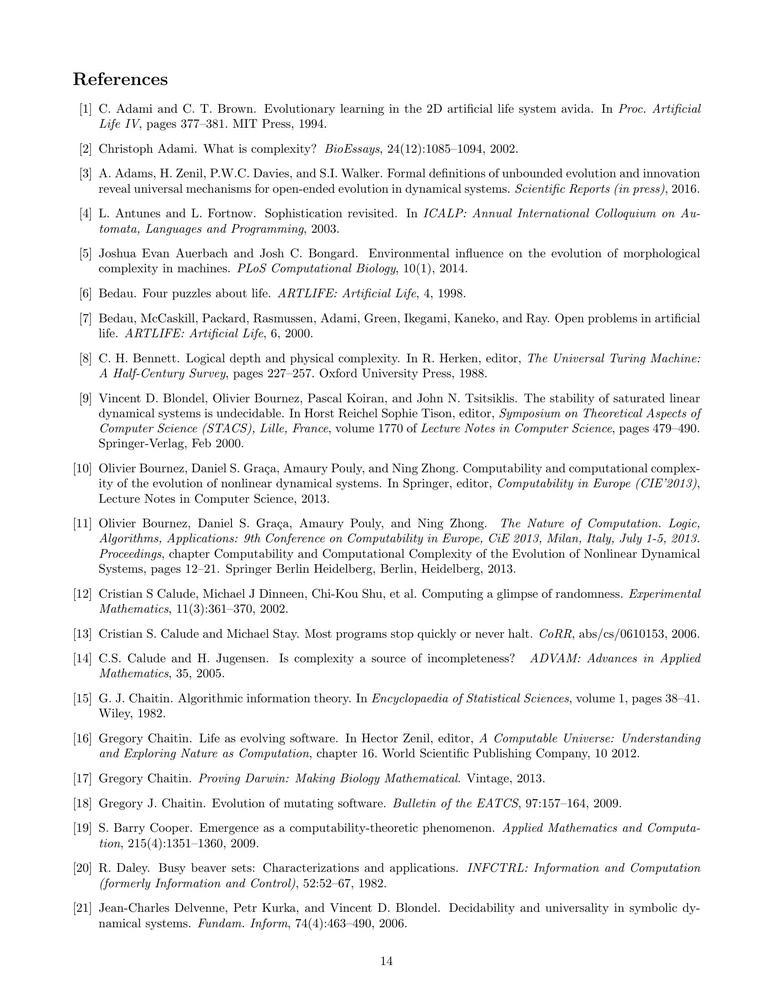 References
[1] C. Adami and C. T. Brown. Evolutionary learning in the 2D artificial life system avida. In Proc. Artificial
Life IV, pages 377–381. MIT Press, 1994.
[2] Christoph Adami. What is complexity? BioEssays, 24(12):1085–1094, 2002.
[3] A. Adams, H. Zenil, P.W.C. Davies, and S.I. Walker. Formal definitions of unbounded evolution and innovation
reveal universal mechanisms for open-ended evolution in dynamical systems. Scientific Reports (in press), 2016.
[4] L. Antunes and L. Fortnow. Sophistication revisited. In ICALP: Annual International Colloquium on Au-
tomata, Languages and Programming, 2003.
[5] Joshua Evan Auerbach and Josh C. Bongard. Environmental influence on the evolution of morphological
complexity in machines. PLoS Computational Biology, 10(1), 2014.
[6] Bedau. Four puzzles about life. ARTLIFE: Artificial Life, 4, 1998.
[7] Bedau, McCaskill, Packard, Rasmussen, Adami, Green, Ikegami, Kaneko, and Ray. Open problems in artificial
life. ARTLIFE: Artificial Life, 6, 2000.
[8] C. H. Bennett. Logical depth and physical complexity. In R. Herken, editor, The Universal Turing Machine:
A Half-Century Survey, pages 227–257. Oxford University Press, 1988.
[9] Vincent D. Blondel, Olivier Bournez, Pascal Koiran, and John N. Tsitsiklis. The stability of saturated linear
dynamical systems is undecidable. In Horst Reichel Sophie Tison, editor, Symposium on Theoretical Aspects of
Computer Science (STACS), Lille, France, volume 1770 of Lecture Notes in Computer Science, pages 479–490.
Springer-Verlag, Feb 2000.
[10] Olivier Bournez, Daniel S. Graça, Amaury Pouly, and Ning Zhong. Computability and computational complex-
ity of the evolution of nonlinear dynamical systems. In Springer, editor, Computability in Europe (CIE'2013),
Lecture Notes in Computer Science, 2013.
[11] Olivier Bournez, Daniel S. Graça, Amaury Pouly, and Ning Zhong. The Nature of Computation. Logic,
Algorithms, Applications: 9th Conference on Computability in Europe, CiE 2013, Milan, Italy, July 1-5, 2013.
Proceedings, chapter Computability and Computational Complexity of the Evolution of Nonlinear Dynamical
Systems, pages 12–21. Springer Berlin Heidelberg, Berlin, Heidelberg, 2013.
[12] Cristian S Calude, Michael J Dinneen, Chi-Kou Shu, et al. Computing a glimpse of randomness. Experimental
Mathematics, 11(3):361–370, 2002.
[13] Cristian S. Calude and Michael Stay. Most programs stop quickly or never halt. CoRR, abs/cs/0610153, 2006.
[14] C.S. Calude and H. Jugensen. Is complexity a source of incompleteness? ADVAM: Advances in Applied
Mathematics, 35, 2005.
[15] G. J. Chaitin. Algorithmic information theory. In Encyclopaedia of Statistical Sciences, volume 1, pages 38–41.
Wiley, 1982.
[16] Gregory Chaitin. Life as evolving software. In Hector Zenil, editor, A Computable Universe: Understanding
and Exploring Nature as Computation, chapter 16. World Scientific Publishing Company, 10 2012.
[17] Gregory Chaitin. Proving Darwin: Making Biology Mathematical. Vintage, 2013.
[18] Gregory J. Chaitin. Evolution of mutating software. Bulletin of the EATCS, 97:157–164, 2009.
[19] S. Barry Cooper. Emergence as a computability-theoretic phenomenon. Applied Mathematics and Computa-
tion, 215(4):1351–1360, 2009.
[20] R. Daley. Busy beaver sets: Characterizations and applications. INFCTRL: Information and Computation
(formerly Information and Control), 52:52–67, 1982.
[21] Jean-Charles Delvenne, Petr Kurka, and Vincent D. Blondel. Decidability and universality in symbolic dy-
namical systems. Fundam. Inform, 74(4):463–490, 2006.
14